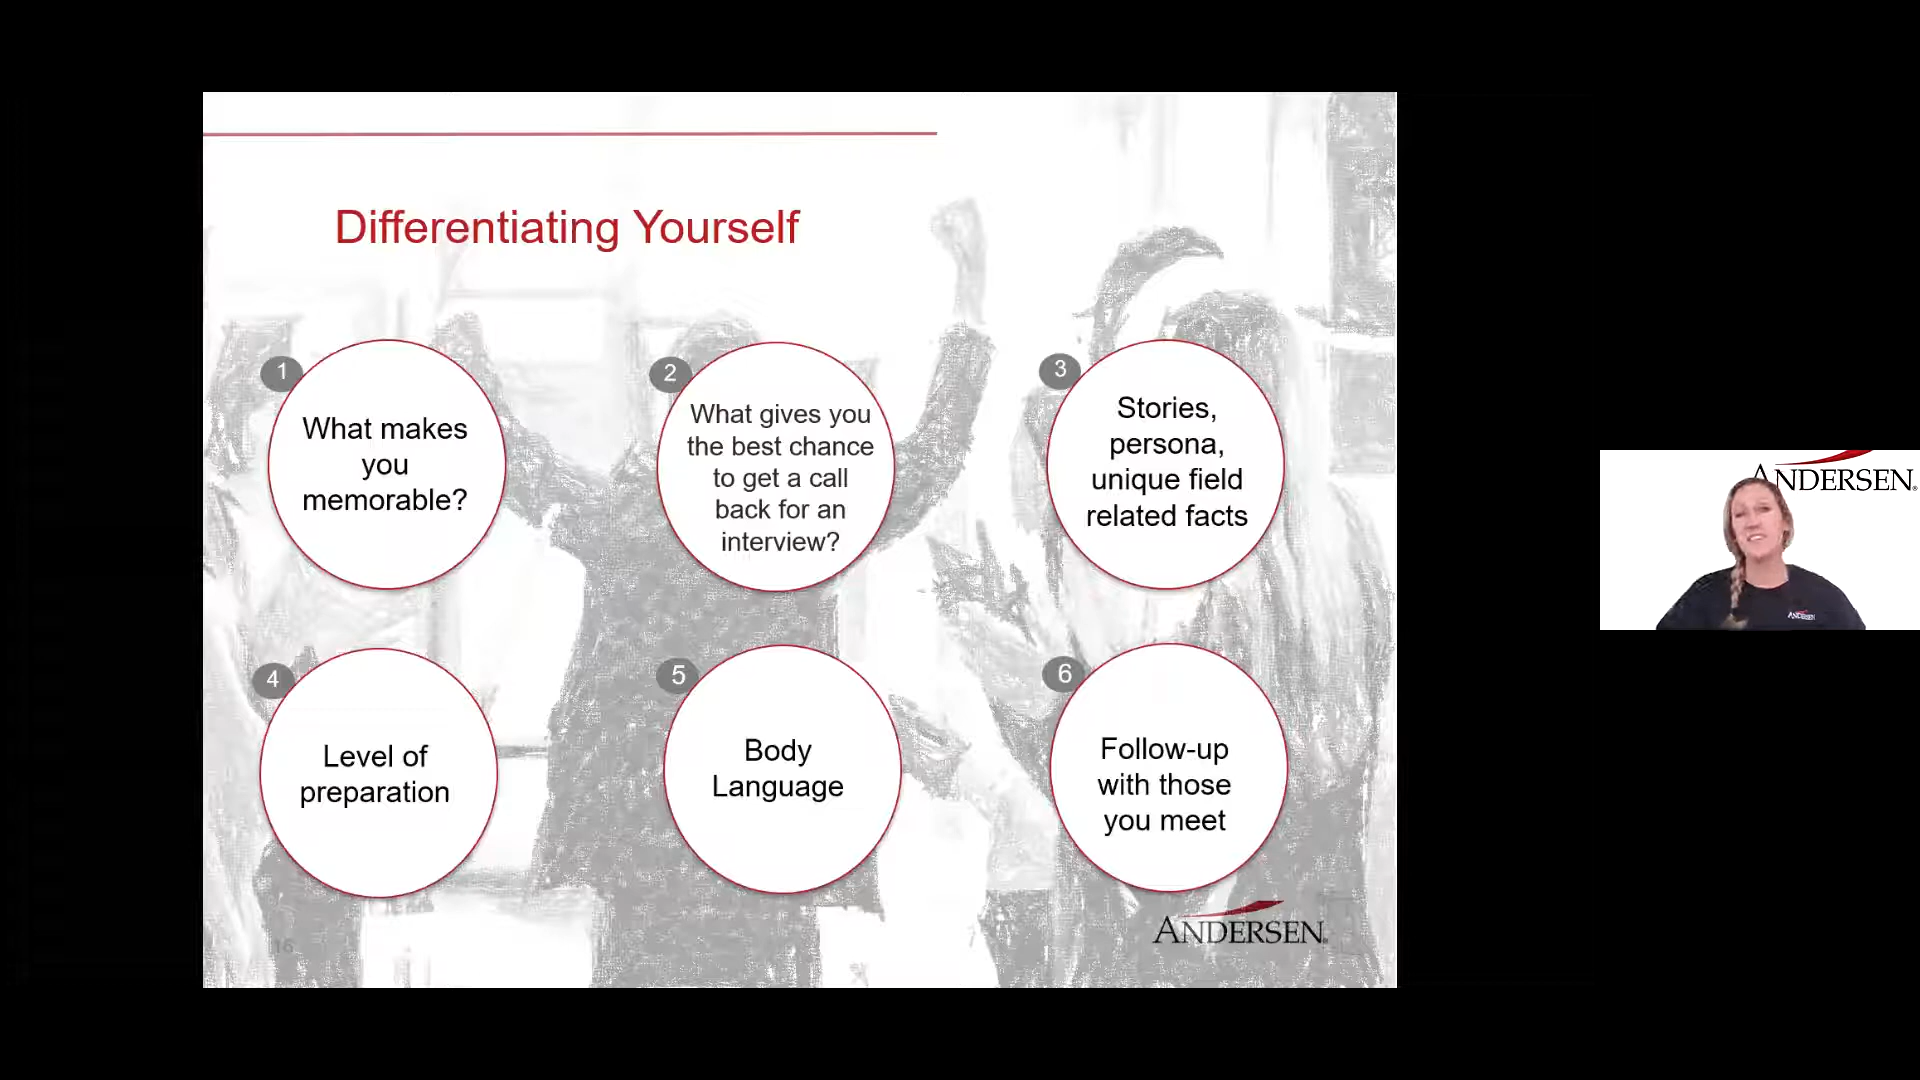 Differentiating Yourself
1
What makes
you
memorable?
2
What gives you
the best chance
to get a call
back for an
interview?
3
Stories,
persona,
unique field
related facts
4
Level of
preparation
5
Body
Language
6
Follow-up
with those
you meet
16
ANDERSEN®
ANDERSEN®
ANDERSEN